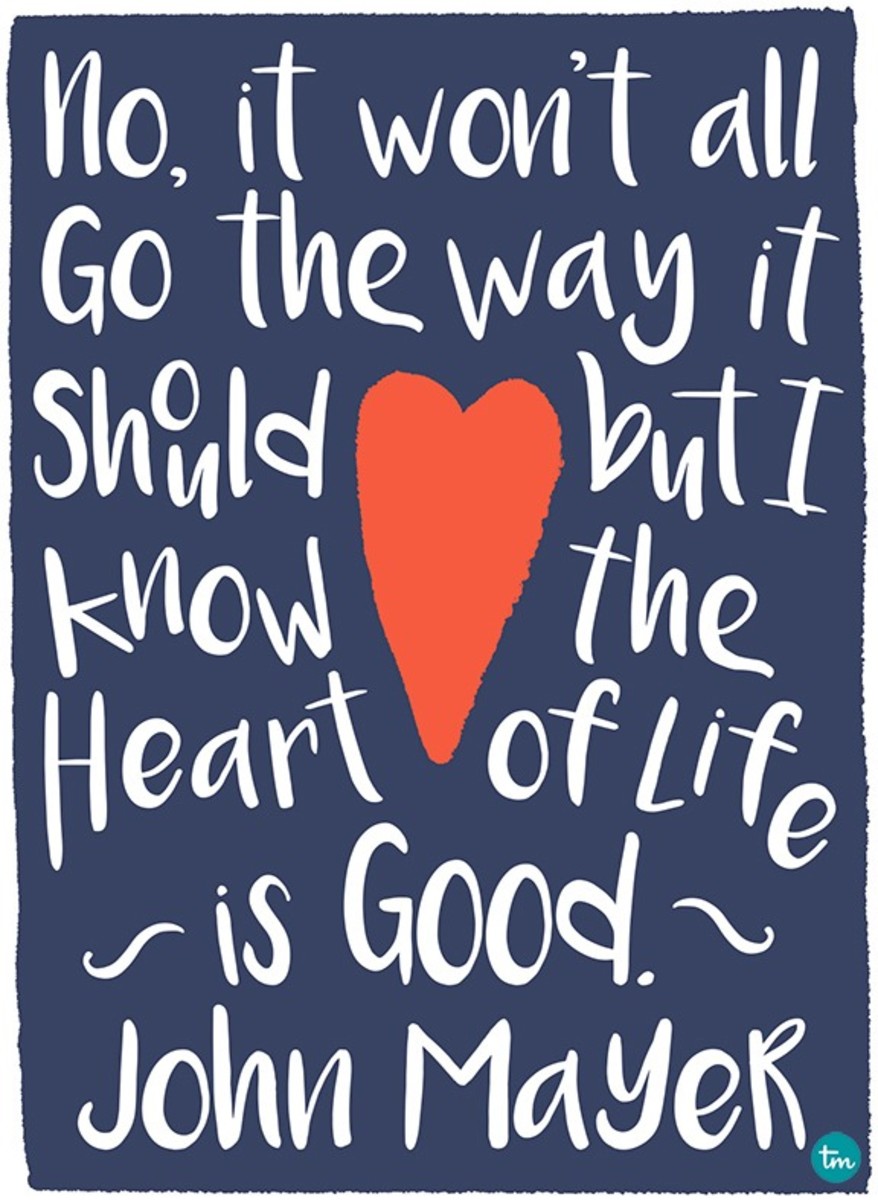 No, it won't all
Go the way it
Should but I
know the
Heart of Life
~ is Good. ~
John Mayer
tm